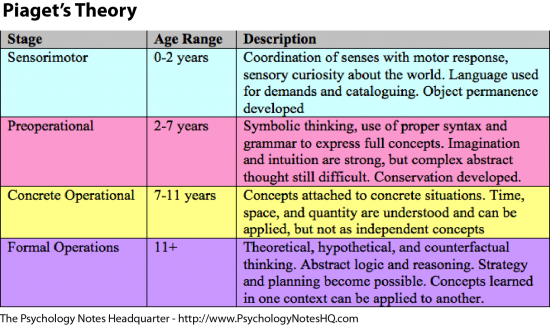 Piaget's Theory
Stage Age Range Description
Sensorimotor 0-2 years Coordination of senses with motor response,
sensory curiosity about the world. Language used
for demands and cataloguing. Object permanence
developed
Preoperational 2-7 years Symbolic thinking, use of proper syntax and
grammar to express full concepts. Imagination
and intuition are strong, but complex abstract
thought still difficult. Conservation developed.
Concrete Operational 7-11 years Concepts attached to concrete situations. Time,
space, and quantity are understood and can be
applied, but not as independent concepts
Formal Operations 11+ Theoretical, hypothetical, and counterfactual
thinking. Abstract logic and reasoning. Strategy
and planning become possible. Concepts learned
in one context can be applied to another.
The Psychology Notes Headquarter - http://www.PsychologyNotesHQ.com